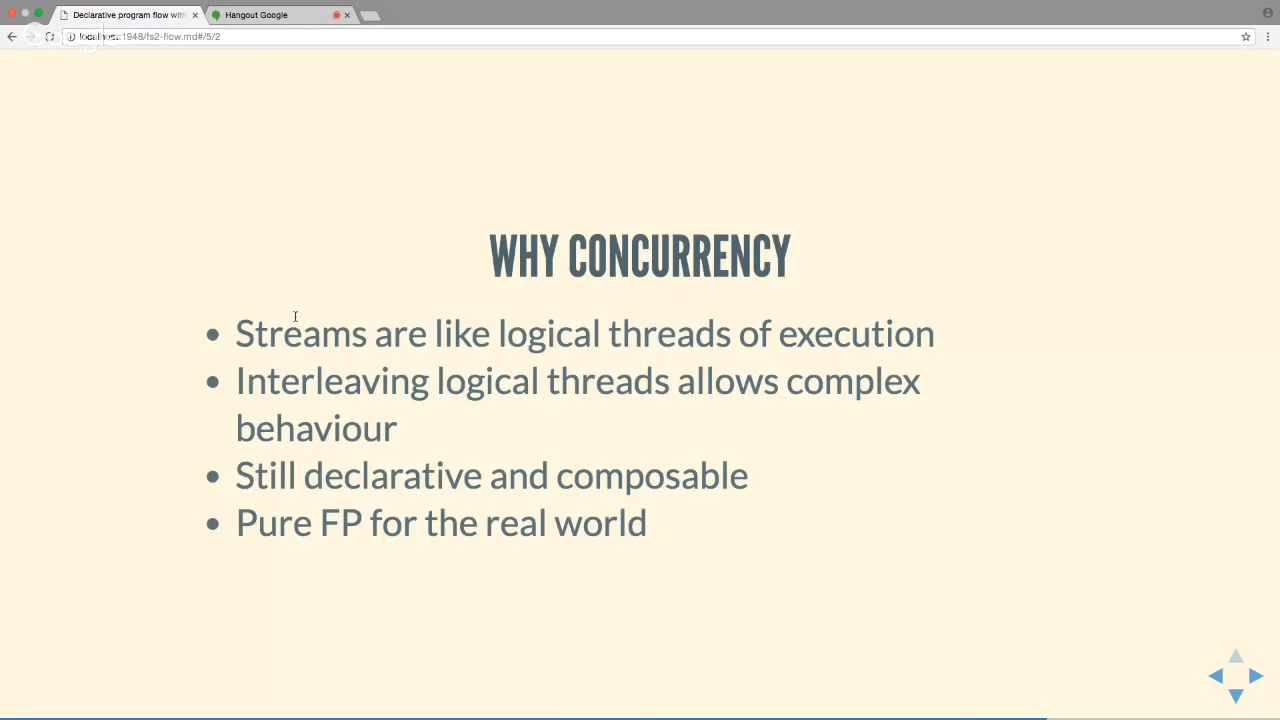 Declarative program flow with
Hangout Google
localhost:1948/fs2-flow.md#/5/2
WHY CONCURRENCY
Streams are like logical threads of execution
Interleaving logical threads allows complex
behaviour
Still declarative and composable
Pure FP for the real world